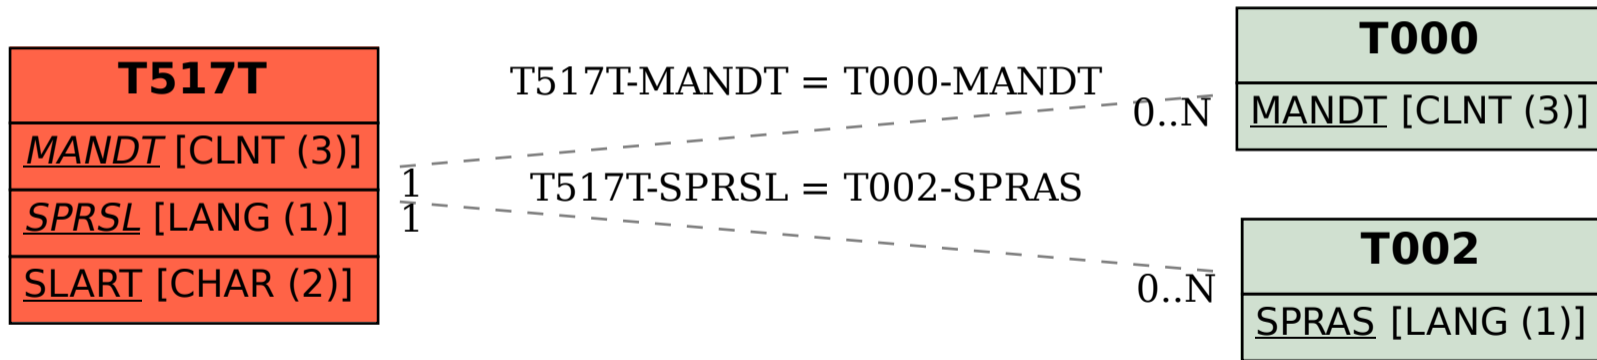 T517T
MANDT [CLNT (3)]
SPRSL [LANG (1)]
SLART [CHAR (2)]
T517T-MANDT = T000-MANDT
0..N
1
T517T-SPRSL = T002-SPRAS
1
0..N
T000
MANDT [CLNT (3)]
T002
SPRAS [LANG (1)]